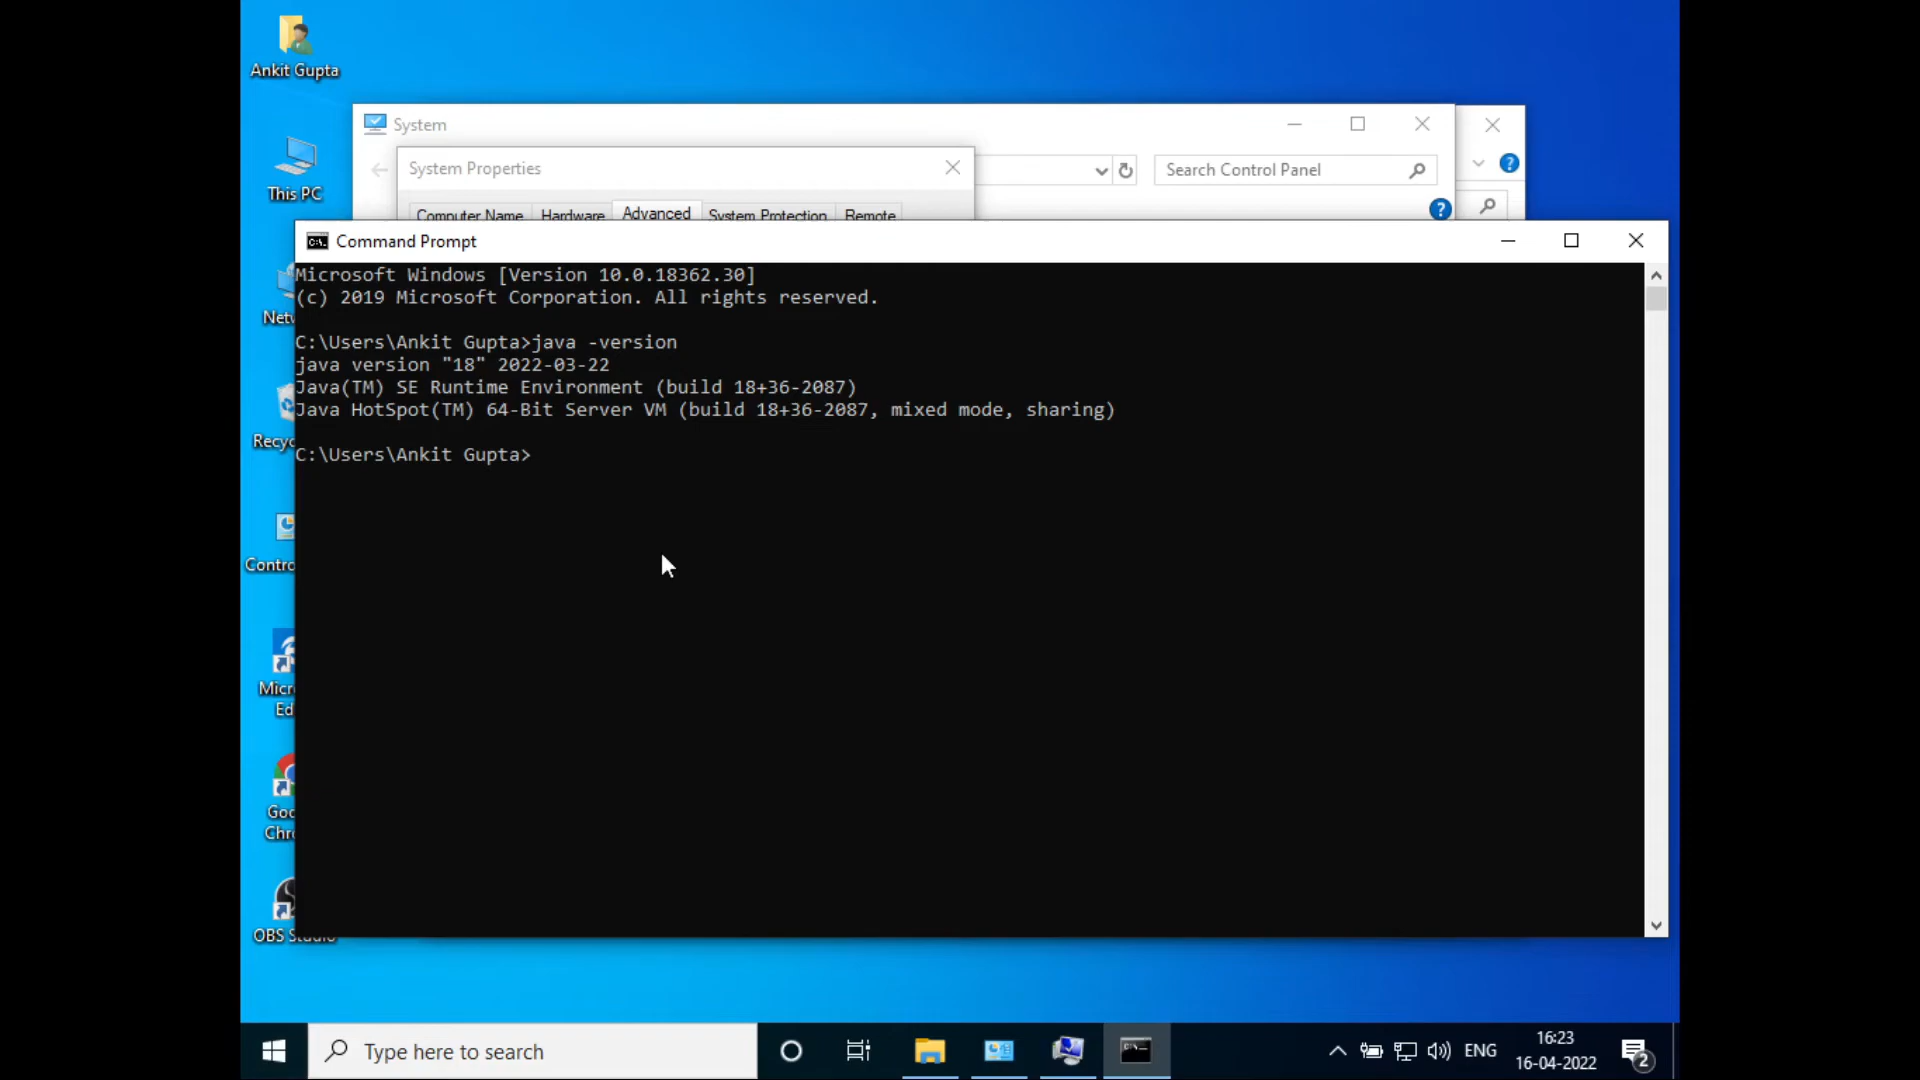 Ankit Gupta
This PC
Netw
Recyc
Contro
Micr
Ed
Goo
Chr
OBS Studio
System
Search Control Panel
System Properties
Computer Name Hardware Advanced System Protection Remote
Command Prompt
Microsoft Windows [Version 10.0.18362.30]
(c) 2019 Microsoft Corporation. All rights reserved.
C:\Users\Ankit Gupta>java -version
java version "18" 2022-03-22
Java(TM) SE Runtime Environment (build 18+36-2087)
Java HotSpot(TM) 64-Bit Server VM (build 18+36-2087, mixed mode, sharing)
C:\Users\Ankit Gupta>
Type here to search
ENG
16:23
16-04-2022
2